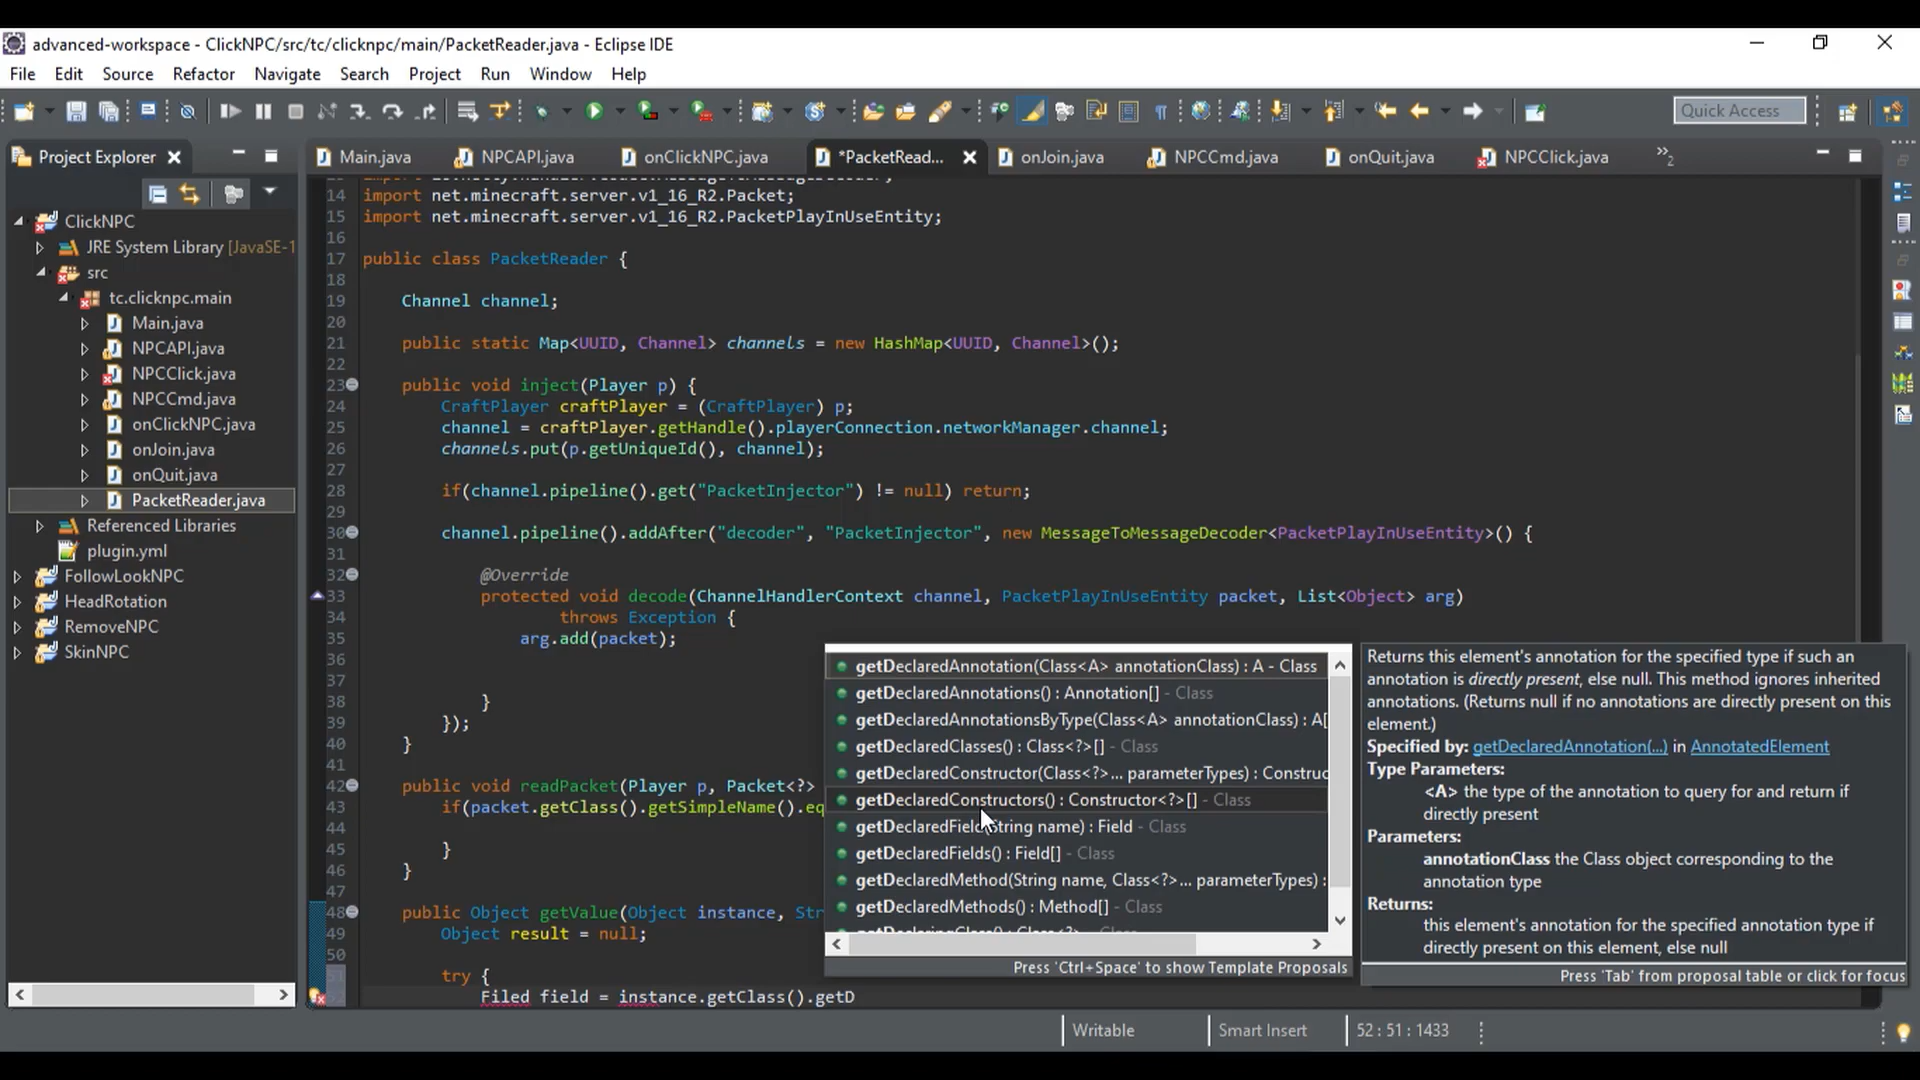 advanced-workspace - ClickNPC/src/tc/clicknpc/main/PacketReader.java - Eclipse IDE
File Edit Source Refactor Navigate Search Project Run Window Help
Quick Access
Project Explorer
Main.java NPCAPI.java onClickNPC.java *PacketRead... onJoin.java NPCCmd.java onQuit.java NPCClick.java »2
ClickNPC
JRE System Library [JavaSE-1
src
tc.clicknpc.main
Main.java
NPCAPI.java
NPCClick.java
NPCCmd.java
onClickNPC.java
onJoin.java
onQuit.java
PacketReader.java
Referenced Libraries
plugin.yml
FollowLookNPC
HeadRotation
RemoveNPC
SkinNPC
14 import net.minecraft.server.v1_16_R2.Packet;
15 import net.minecraft.server.v1_16_R2.PacketPlayInUseEntity;
16
17 public class PacketReader {
18
19 Channel channel;
20
21 public static Map<UUID, Channel> channels = new HashMap<UUID, Channel>();
22
23 public void inject(Player p) {
24 CraftPlayer craftPlayer = (CraftPlayer) p;
25 channel = craftPlayer.getHandle().playerConnection.networkManager.channel;
26 channels.put(p.getUniqueId(), channel);
27
28 if(channel.pipeline().get("PacketInjector") != null) return;
29
30 channel.pipeline().addAfter("decoder", "PacketInjector", new MessageToMessageDecoder<PacketPlayInUseEntity>() {
31
32 @Override
33 protected void decode(ChannelHandlerContext channel, PacketPlayInUseEntity packet, List<Object> arg)
34 throws Exception {
35 arg.add(packet);
36
37
38 }
39 });
40 }
41
42 public void readPacket(Player p, Packet<?>
43 if(packet.getClass().getSimpleName().eq
44
45 }
46 }
47
48 public Object getValue(Object instance, Str
49 Object result = null;
50
51 try {
Filed field = instance.getClass().getD
getDeclaredAnnotation(Class<A> annotationClass) : A - Class
getDeclaredAnnotations() : Annotation[] - Class
getDeclaredAnnotationsByType(Class<A> annotationClass) : A[
getDeclaredClasses() : Class<?>[] - Class
getDeclaredConstructor(Class<?>... parameterTypes) : Construc
getDeclaredConstructors() : Constructor<?>[] - Class
getDeclaredField(String name) : Field - Class
getDeclaredFields() : Field[] - Class
getDeclaredMethod(String name, Class<?>... parameterTypes) :
getDeclaredMethods() : Method[] - Class
Press 'Ctrl+Space' to show Template Proposals
Returns this element's annotation for the specified type if such an
annotation is directly present, else null. This method ignores inherited
annotations. (Returns null if no annotations are directly present on this
element.)
Specified by: getDeclaredAnnotation(...) in AnnotatedElement
Type Parameters:
<A> the type of the annotation to query for and return if
directly present
Parameters:
annotationClass the Class object corresponding to the
annotation type
Returns:
this element's annotation for the specified annotation type if
directly present on this element, else null
Press 'Tab' from proposal table or click for focus
Writable Smart Insert 52 : 51 : 1433